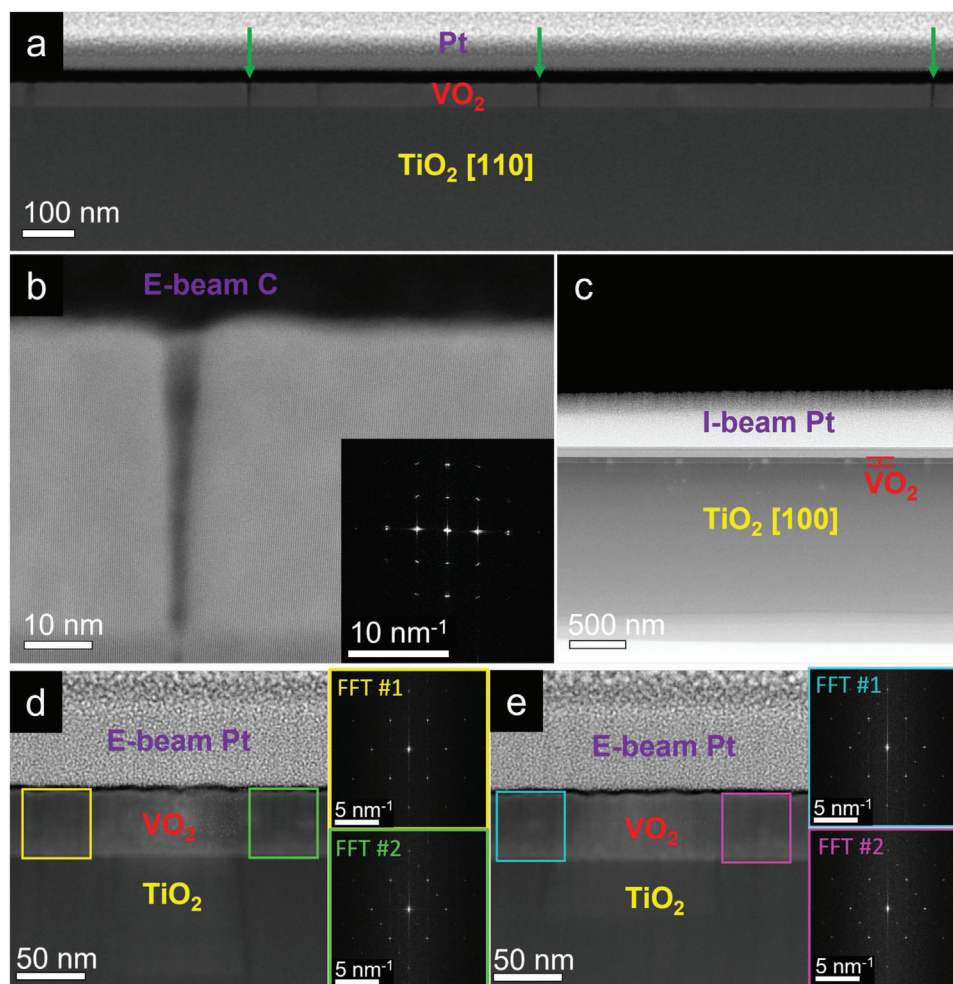 a
Pt
VO₂
TiO₂ [110]
100 nm
b
E-beam C
10 nm
10 nm⁻¹
c
I-beam Pt
VO₂
TiO₂ [100]
500 nm
d
E-beam Pt
VO₂
TiO₂
50 nm
FFT #1
5 nm⁻¹
FFT #2
5 nm⁻¹
e
E-beam Pt
VO₂
TiO₂
50 nm
FFT #1
5 nm⁻¹
FFT #2
5 nm⁻¹